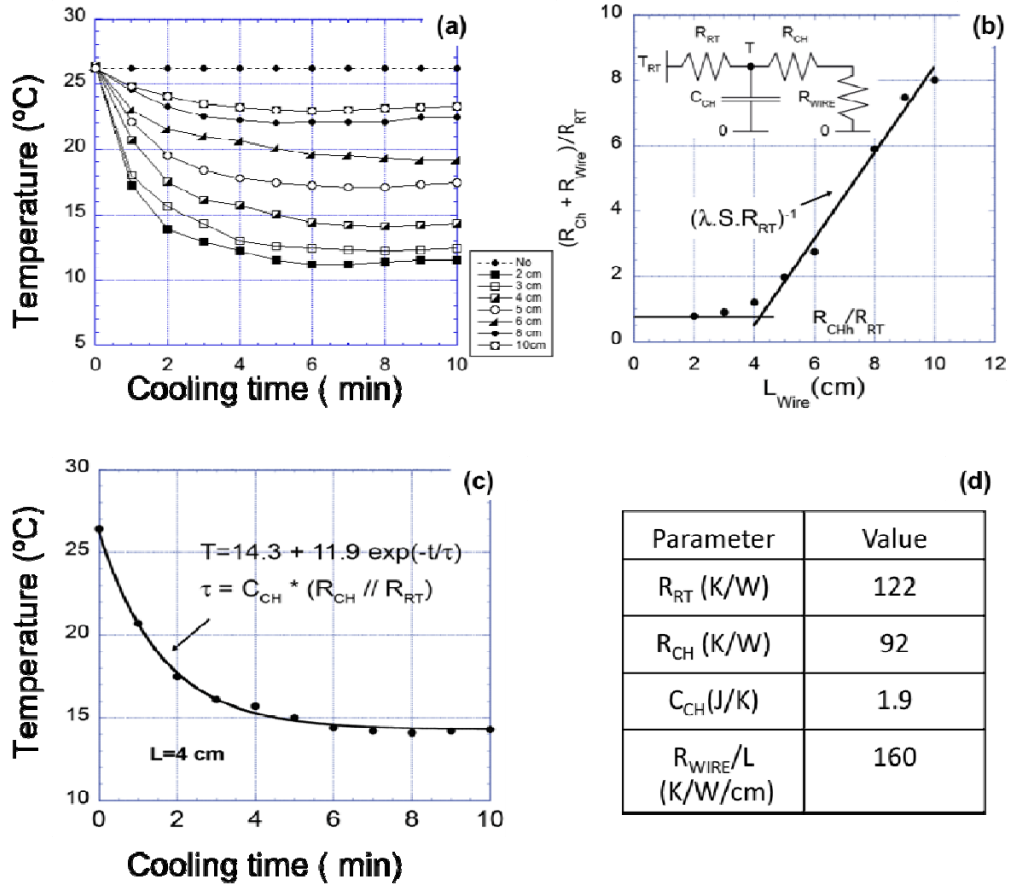 (a)
30
25
20
15
10
5
0 2 4 6 8 10
Temperature (ºC)
Cooling time ( min)
No
2 cm
3 cm
4 cm
5 cm
6 cm
8 cm
10cm
(b)
10
8
6
4
2
0
0 2 4 6 8 10 12
(R_Ch + R_Wire)/R_RT
L_Wire(cm)
R_RT T R_CH
T_RT
C_CH R_WIRE
0 0
(λ.S.R_RT)^-1
R_CHh/R_RT
(c)
30
25
20
15
10
0 2 4 6 8 10
Temperature (ºC)
Cooling time ( min)
T=14.3 + 11.9 exp(-t/τ)
τ = C_CH * (R_CH // R_RT)
L=4 cm
(d)
Parameter Value
R_RT (K/W) 122
R_CH (K/W) 92
C_CH(J/K) 1.9
R_WIRE/L 160
(K/W/cm)